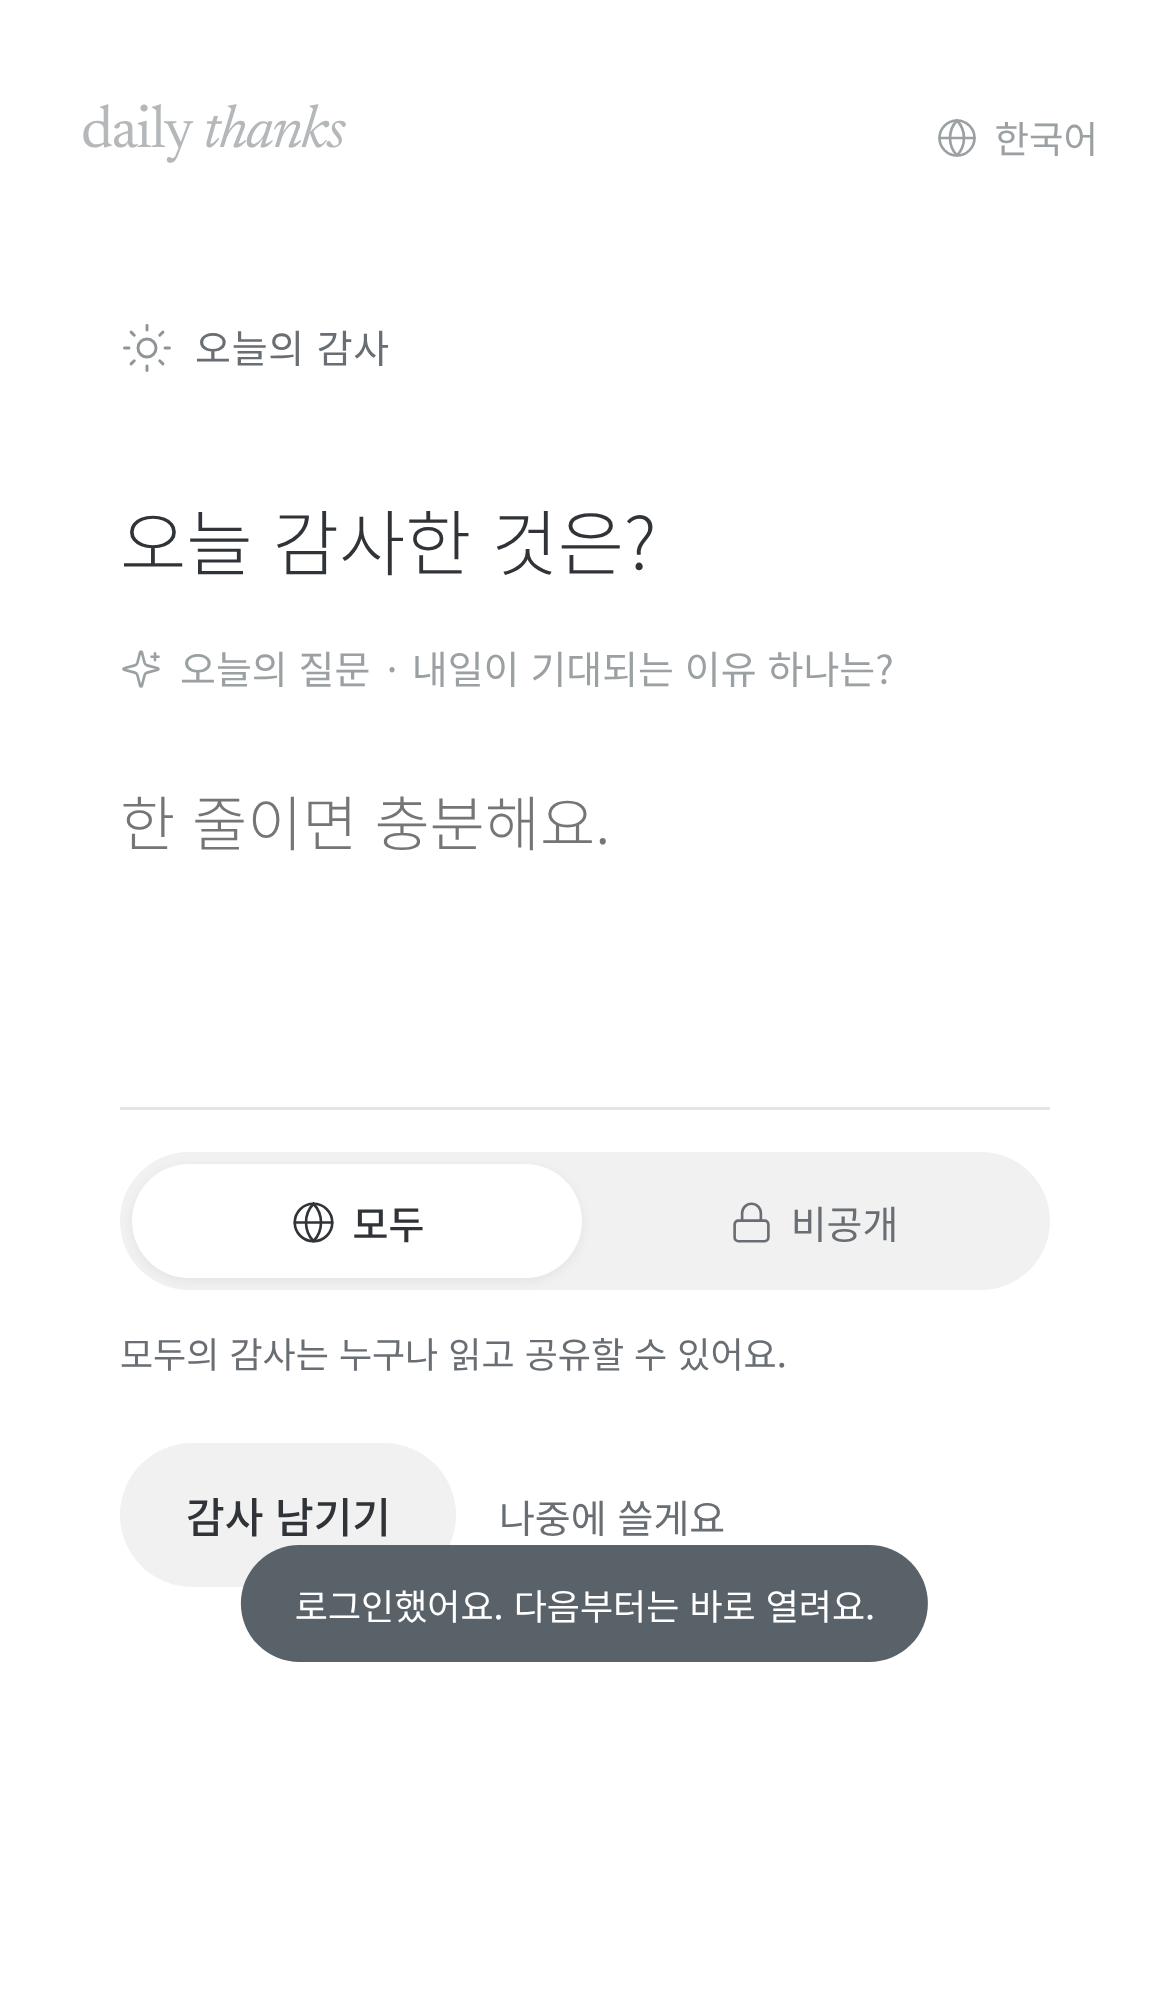 daily thanks
한국어
오늘의 감사
오늘 감사한 것은?
오늘의 질문 · 내일이 기대되는 이유 하나는?
한 줄이면 충분해요.
모두
비공개
모두의 감사는 누구나 읽고 공유할 수 있어요.
감사 남기기
나중에 쓸게요
로그인했어요. 다음부터는 바로 열려요.